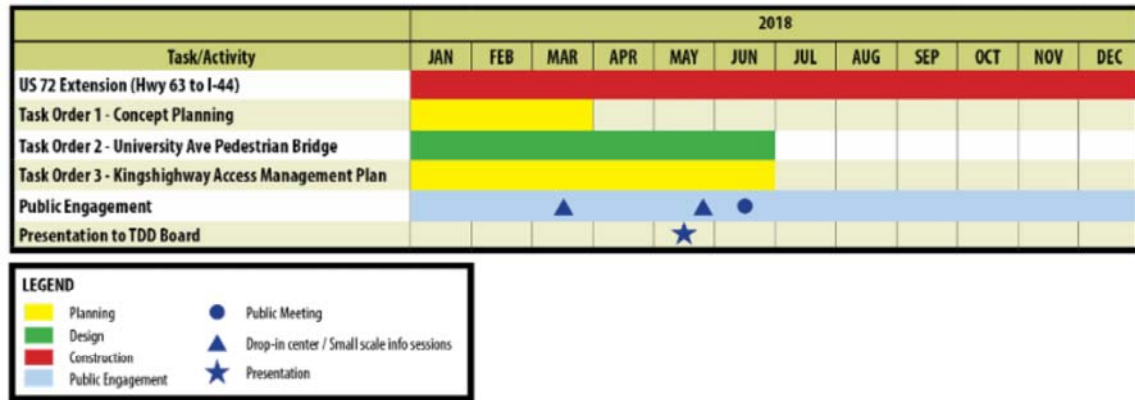 2018
Task/Activity JAN FEB MAR APR MAY JUN JUL AUG SEP OCT NOV DEC
US 72 Extension (Hwy 63 to I-44)
Task Order 1 - Concept Planning
Task Order 2 - University Ave Pedestrian Bridge
Task Order 3 - Kingshighway Access Management Plan
Public Engagement
Presentation to TDD Board
LEGEND
Planning
Design
Construction
Public Engagement
Public Meeting
Drop-in center / Small scale info sessions
Presentation